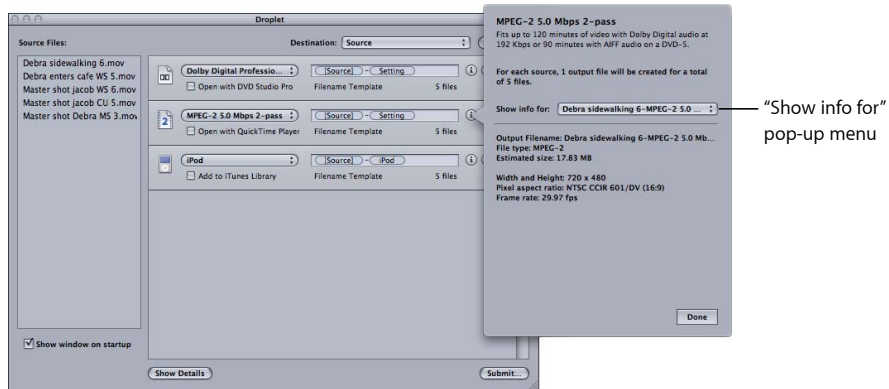 Droplet
Source Files:
Destination: Source
Debra sidewalking 6.mov
Debra enters cafe WS 5.mov
Master shot jacob WS 6.mov
Master shot jacob CU 5.mov
Master shot Debra MS 3.mov
Dolby Digital Professio...
[Source] - Setting
Open with DVD Studio Pro
Filename Template
5 files
MPEG-2 5.0 Mbps 2-pass
[Source] - Setting
Open with QuickTime Player
Filename Template
5 files
iPod
[Source] - iPod
Add to iTunes Library
Filename Template
5 files
Show window on startup
Show Details
Submit...
MPEG-2 5.0 Mbps 2-pass
Fits up to 120 minutes of video with Dolby Digital audio at
192 Kbps or 90 minutes with AIFF audio on a DVD-5.
For each source, 1 output file will be created for a total
of 5 files.
Show info for: Debra sidewalking 6-MPEG-2 5.0 ...
Output Filename: Debra sidewalking 6-MPEG-2 5.0 Mb...
File type: MPEG-2
Estimated size: 17.83 MB
Width and Height: 720 x 480
Pixel aspect ratio: NTSC CCIR 601/DV (16:9)
Frame rate: 29.97 fps
Done
“Show info for”
pop-up menu